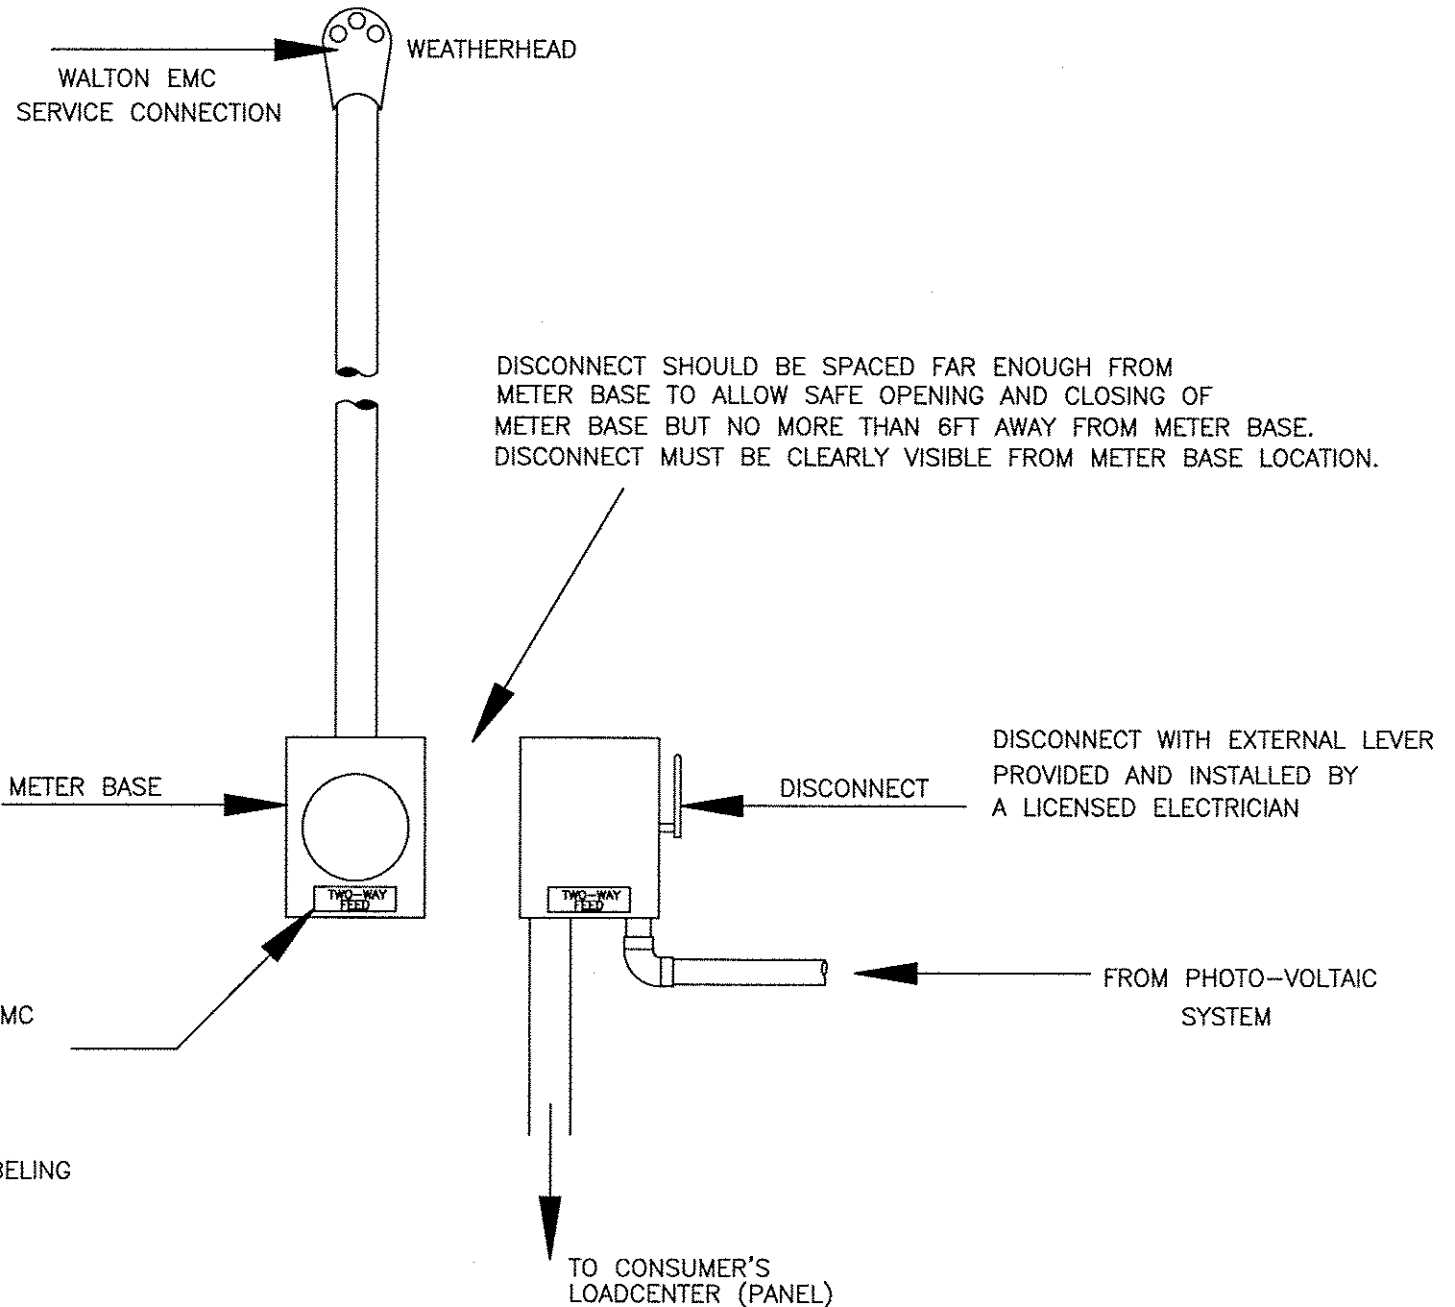 WEATHERHEAD
WALTON EMC
SERVICE CONNECTION
DISCONNECT SHOULD BE SPACED FAR ENOUGH FROM
METER BASE TO ALLOW SAFE OPENING AND CLOSING OF
METER BASE BUT NO MORE THAN 6FT AWAY FROM METER BASE.
DISCONNECT MUST BE CLEARLY VISIBLE FROM METER BASE LOCATION.
METER BASE
DISCONNECT
DISCONNECT WITH EXTERNAL LEVER
PROVIDED AND INSTALLED BY
A LICENSED ELECTRICIAN
TWO-WAY
FEED
TWO-WAY
FEED
FROM PHOTO-VOLTAIC
SYSTEM
MC
BELING
TO CONSUMER'S
LOADCENTER (PANEL)